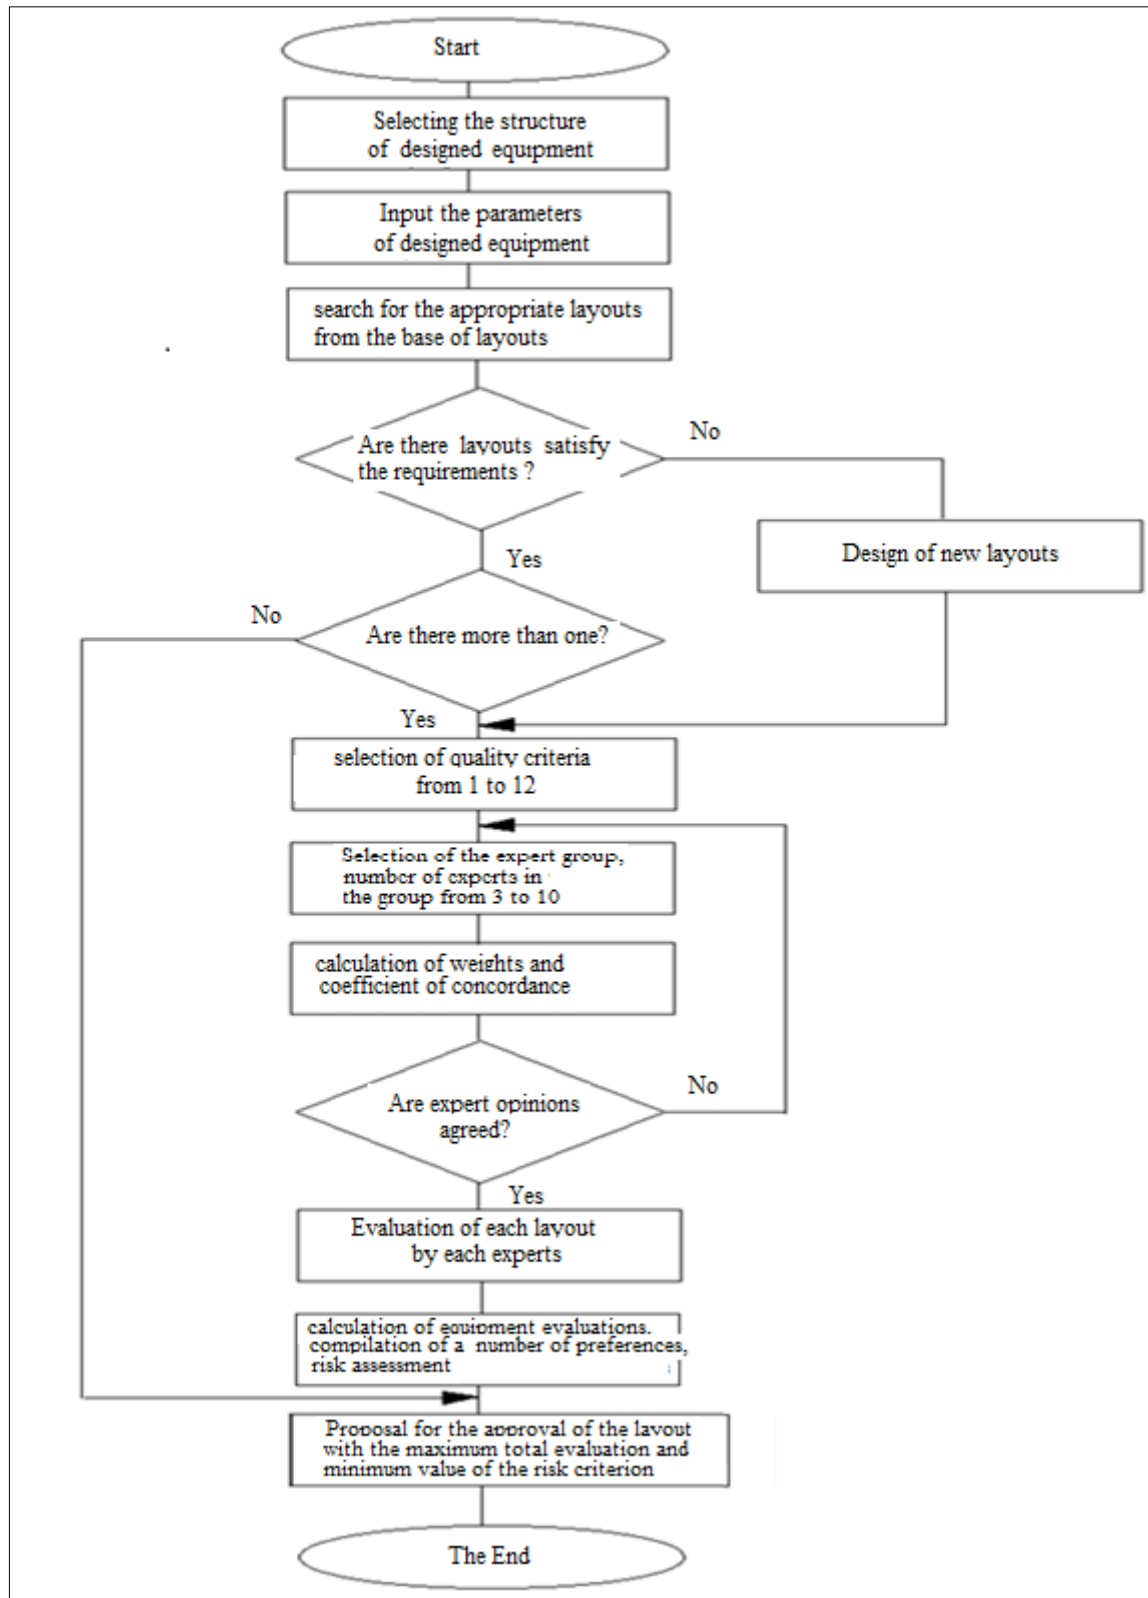 Start
Selecting the structure
of designed equipment
Input the parameters
of designed equipment
search for the appropriate layouts
from the base of layouts
Are there layouts satisfy
the requirements ?
No
Yes
Design of new layouts
No
Are there more than one?
Yes
selection of quality criteria
from 1 to 12
Selection of the expert group,
number of experts in
the group from 3 to 10
calculation of weights and
coefficient of concordance
Are expert opinions
agreed?
No
Yes
Evaluation of each layout
by each experts
calculation of equipment evaluations.
compilation of a number of preferences,
risk assessment
Proposal for the approval of the layout
with the maximum total evaluation and
minimum value of the risk criterion
The End